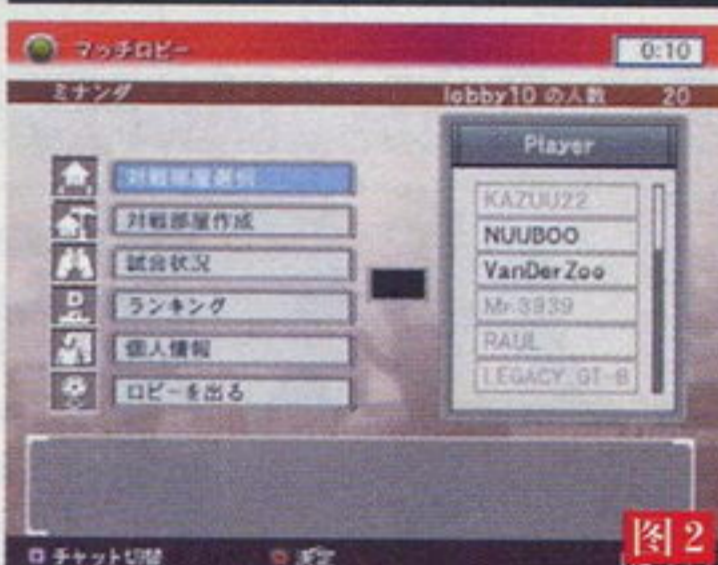 マッチロビー 0:10
ミナンダ lobby10 の人数 20
対戦部屋選択
対戦部屋作成
試合状況
ランキング
個人情報
ロビーを出る
Player
KAZUU22
NUUBOO
VanDerZoo
Mr.3939
RAUL
LEGACY GT-B
チャット切替 決定
图2